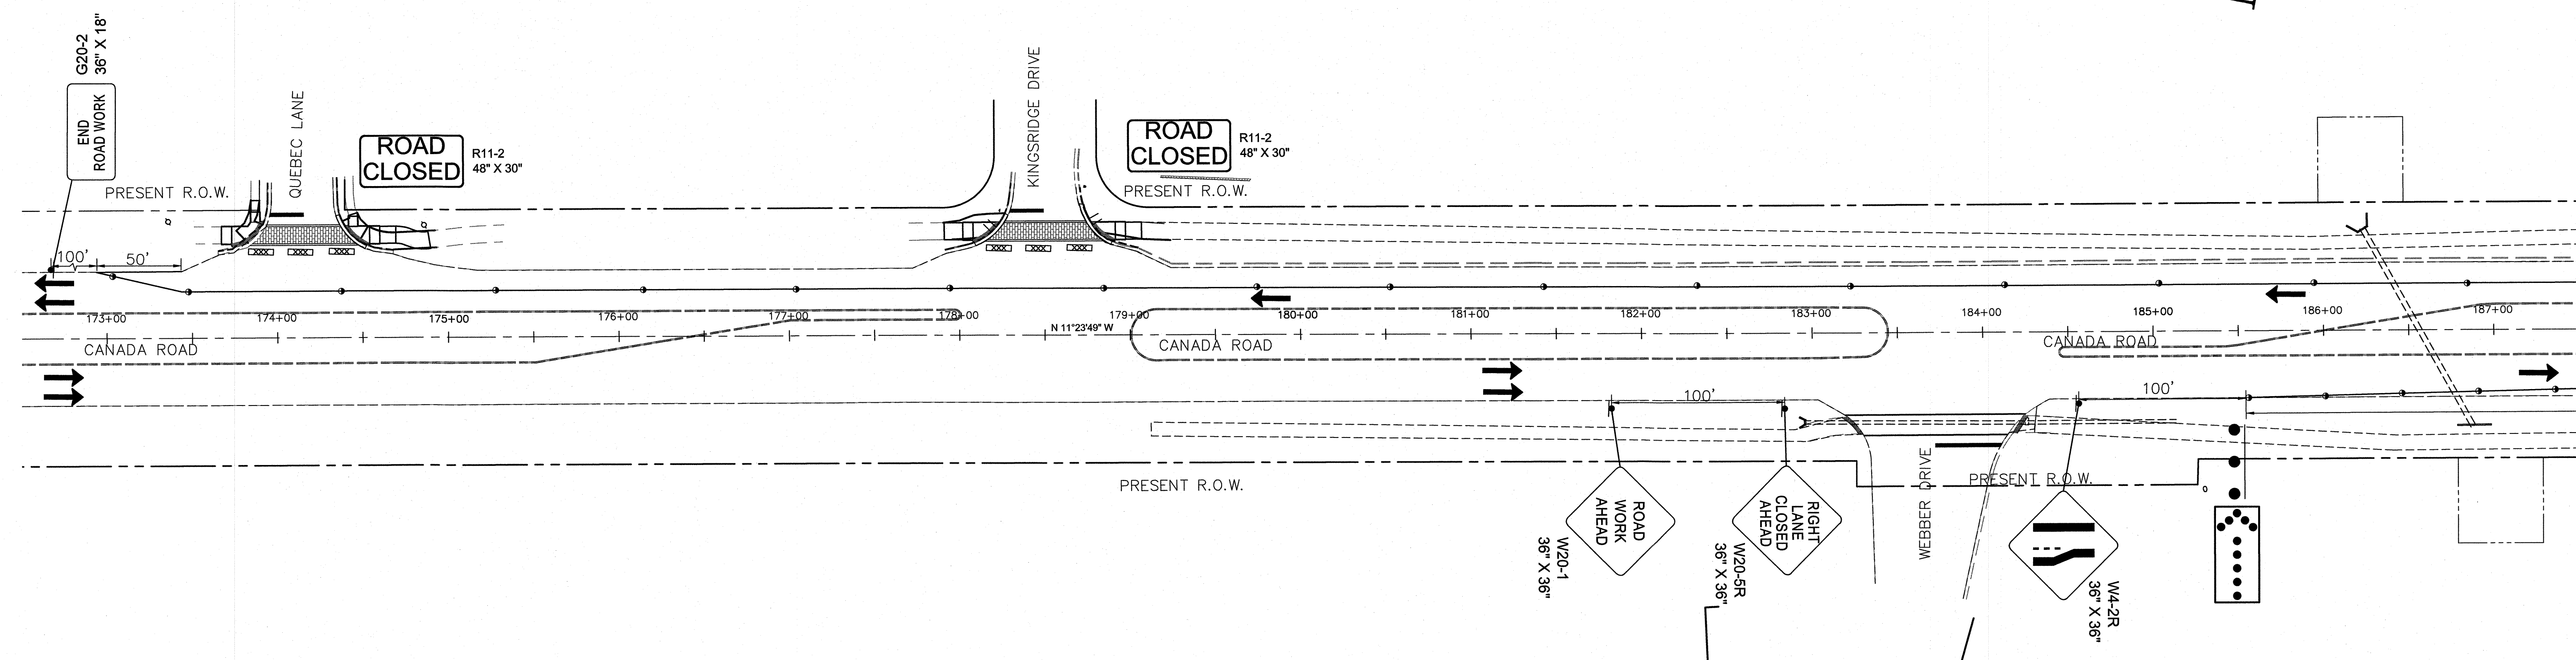 G20-2
36" X 18"
END
ROAD WORK
QUEBEC LANE
ROAD
CLOSED
R11-2
48" X 30"
KINGSRIDGE DRIVE
ROAD
CLOSED
R11-2
48" X 30"
PRESENT R.O.W.
PRESENT R.O.W.
100'
50'
173+00
174+00
175+00
176+00
177+00
178+00
179+00
180+00
181+00
182+00
183+00
184+00
185+00
186+00
187+00
N 11°23'49" W
CANADA ROAD
CANADA ROAD
CANADA ROAD
100'
100'
PRESENT R.O.W.
PRESENT R.O.W.
ROAD
WORK
AHEAD
W20-1
36" X 36"
RIGHT
LANE
CLOSED
AHEAD
W20-5R
36" X 36"
WEBBER DRIVE
W4-2R
36" X 36"